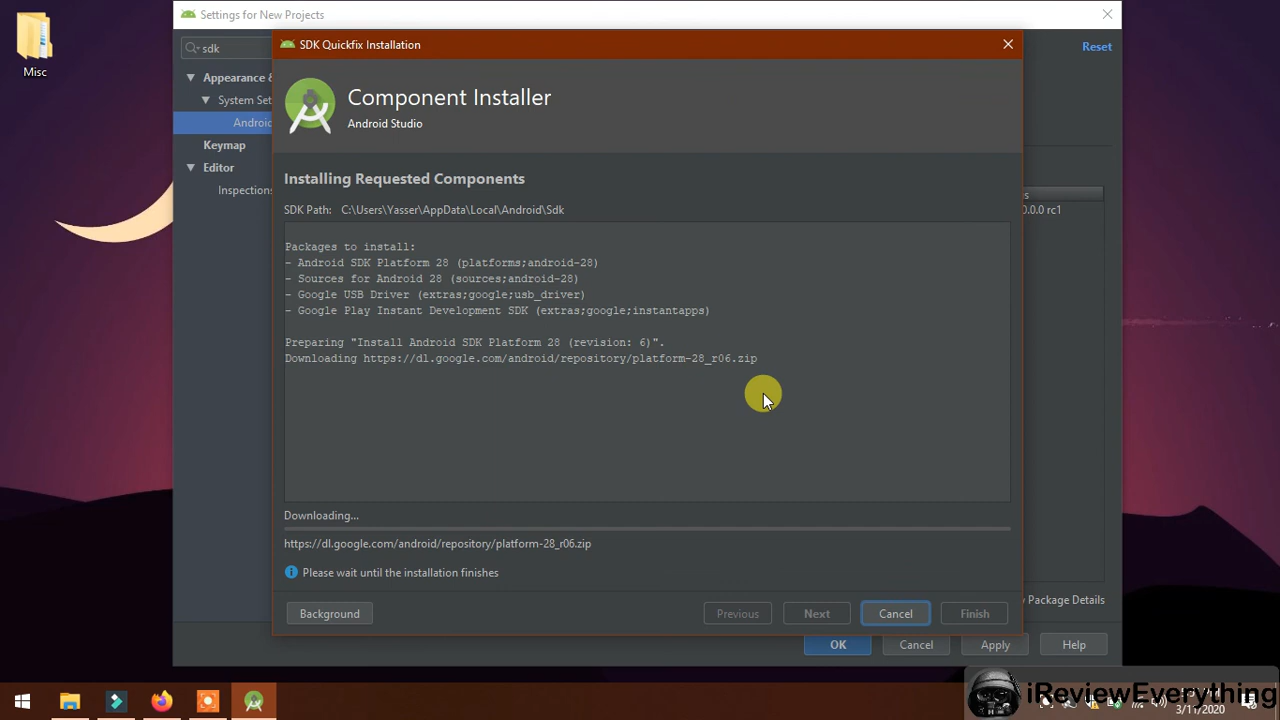 Settings for New Projects
Misc
sdk
Reset
SDK Quickfix Installation
Appearance &
System Set
Android
Keymap
Editor
Inspections
Component Installer
Android Studio
Installing Requested Components
SDK Path: C:\Users\Yasser\AppData\Local\Android\Sdk
s
0.0 rc1
Packages to install:
- Android SDK Platform 28 (platforms;android-28)
- Sources for Android 28 (sources;android-28)
- Google USB Driver (extras;google;usb_driver)
- Google Play Instant Development SDK (extras;google;instantapps)
Preparing "Install Android SDK Platform 28 (revision: 6)".
Downloading https://dl.google.com/android/repository/platform-28_r06.zip
Downloading...
https://dl.google.com/android/repository/platform-28_r06.zip
Please wait until the installation finishes
Package Details
Background
Previous
Next
Cancel
Finish
OK
Cancel
Apply
Help
iReviewEverything
3/11/2020